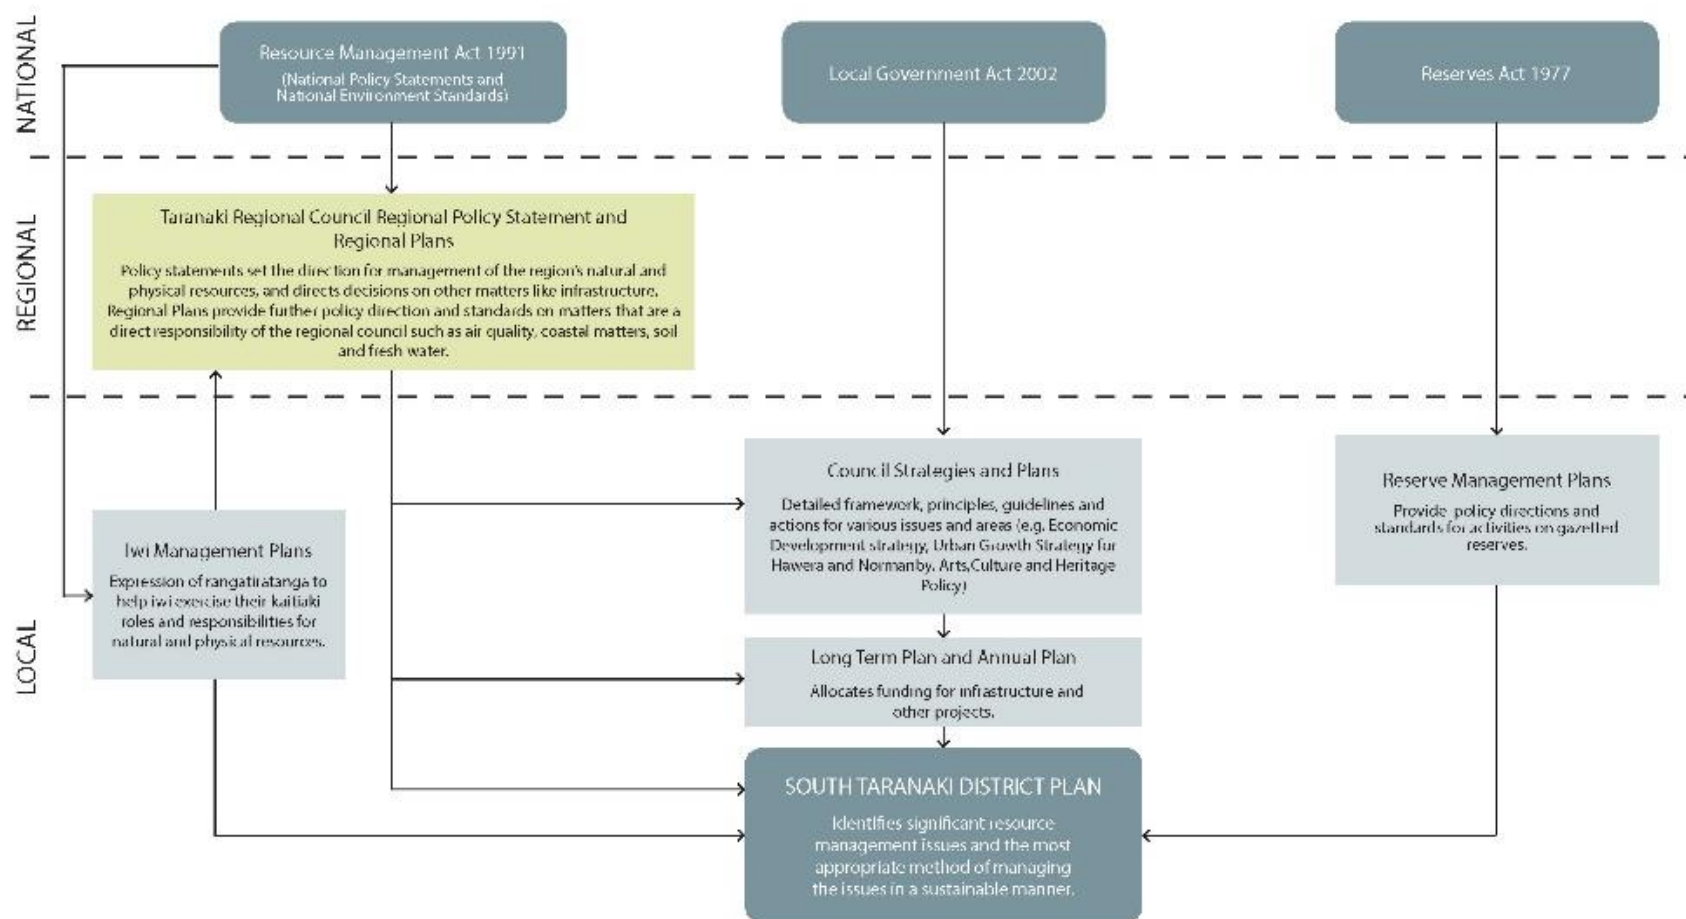 NATIONAL
Resource Management Act 1991
(National Policy Statements and
National Environment Standards)
Local Government Act 2002
Reserves Act 1977
REGIONAL
Taranaki Regional Council Regional Policy Statement and
Regional Plans
Policy statements set the direction for management of the region's natural and
physical resources, and directs decisions on other matters like infrastructure.
Regional Plans provide further policy direction and standards on matters that are a
direct responsibility of the regional council such as air quality, coastal matters, soil
and fresh water.
LOCAL
Iwi Management Plans
Expression of rangatiratanga to
help iwi exercise their kaitiaki
roles and responsibilities for
natural and physical resources.
Council Strategies and Plans
Detailed framework, principles, guidelines and
actions for various issues and areas (e.g. Economic
Development strategy, Urban Growth Strategy for
Hawera and Normanby. Arts,Culture and Heritage
Policy)
Reserve Management Plans
Provide policy directions and
standards for activities on gazetted
reserves.
Long Term Plan and Annual Plan
Allocates funding for infrastructure and
other projects.
SOUTH TARANAKI DISTRICT PLAN
Identifies significant resource
management issues and the most
appropriate method of managing
the issues in a sustainable manner.